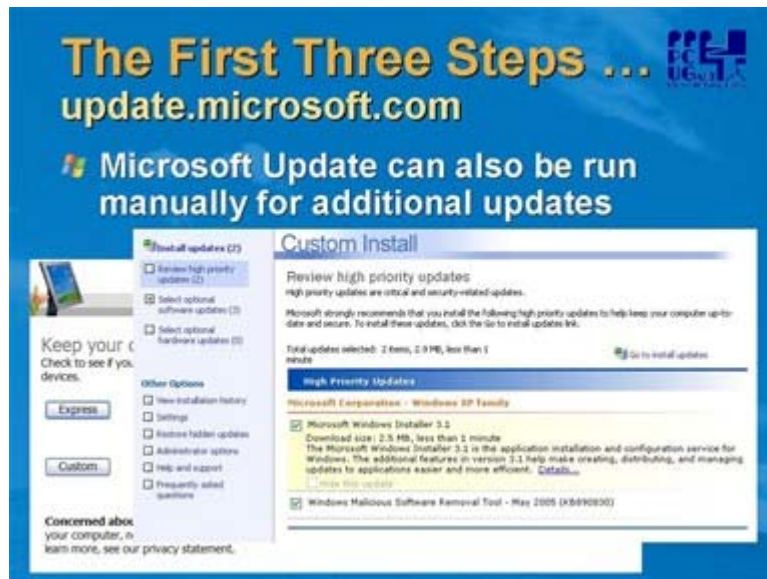 The First Three Steps ...
update.microsoft.com
Microsoft Update can also be run
manually for additional updates
PC
UG
Keep your
Check to see if you
devices.
Express
Custom
Concerned abou
your computer, n
learn more, see our privacy statement.
Install updates (2)
Review high priority
updates (2)
Select optional
software updates (3)
Select optional
hardware updates (0)
Other Options
View installation history
Settings
Restore hidden updates
Administrator options
Help and support
Frequently asked
questions
Custom Install
Review high priority updates
High priority updates are critical and security-related updates.
Microsoft strongly recommends that you install the following high priority updates to help keep your computer up-to-
date and secure. To install these updates, click the Go to install updates link.
Total updates selected: 2 items, 2.9 MB, less than 1
minute
Go to install updates
High Priority Updates
Microsoft Corporation - Windows XP family
Microsoft Windows Installer 3.1
Download size: 2.5 MB, less than 1 minute
The Microsoft Windows Installer 3.1 is the application installation and configuration service for
Windows. The additional features in version 3.1 help make creating, distributing, and managing
updates to applications easier and more efficient. Details...
Hide this update
Windows Malicious Software Removal Tool - May 2005 (KB890830)